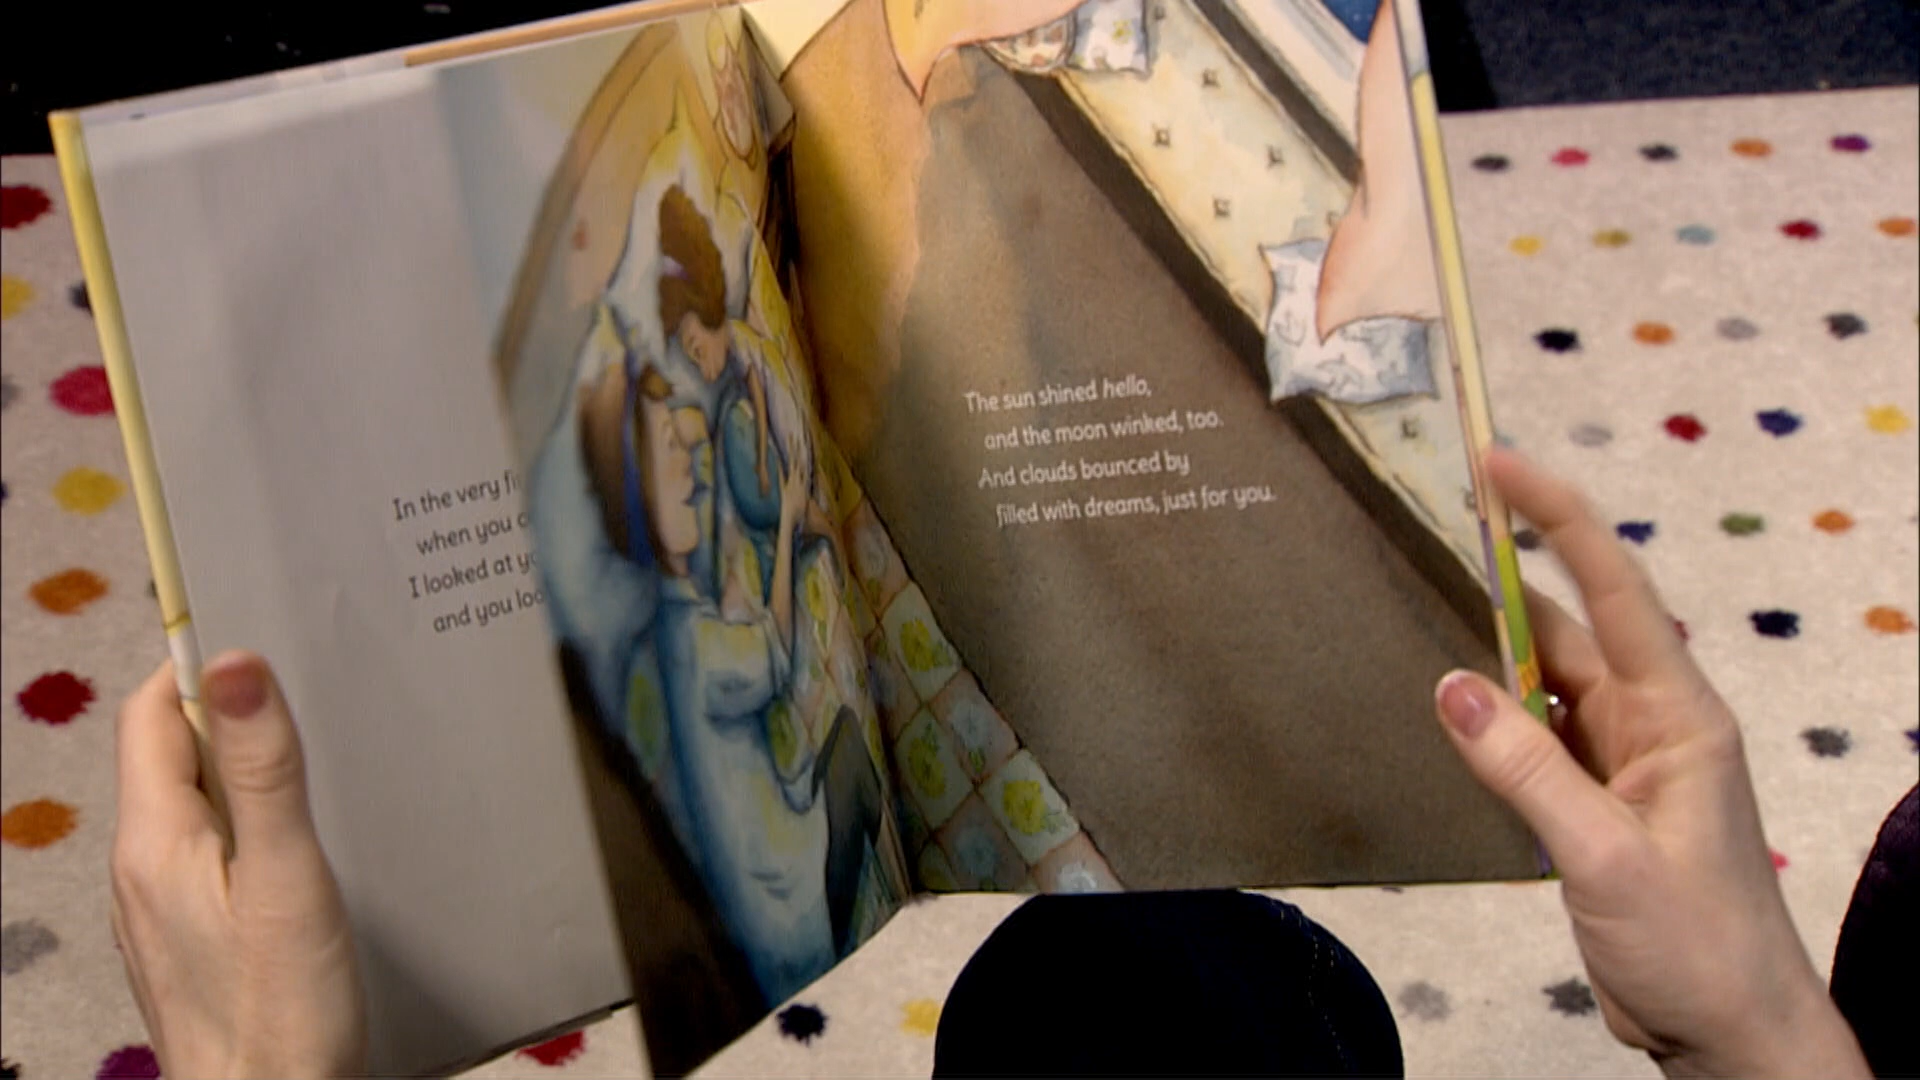 In the very
when you
I looked at
and you
The sun shined hello,
and the moon winked, too.
And clouds bounced by
filled with dreams, just for you.